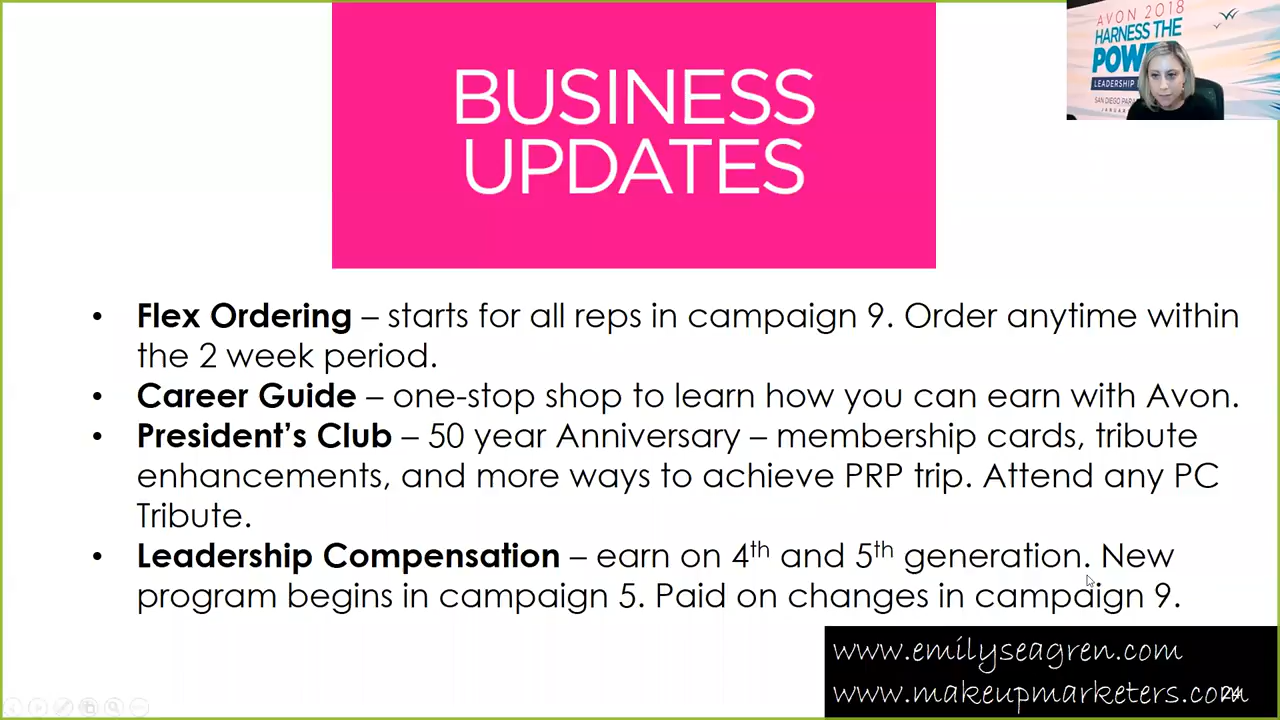 AVON 2018
HARNESS THE
LEADERSHIP
BUSINESS
UPDATES
• Flex Ordering – starts for all reps in campaign 9. Order anytime within
the 2 week period.
• Career Guide – one-stop shop to learn how you can earn with Avon.
• President’s Club – 50 year Anniversary – membership cards, tribute
enhancements, and more ways to achieve PRP trip. Attend any PC
Tribute.
• Leadership Compensation – earn on 4th and 5th generation. New
program begins in campaign 5. Paid on changes in campaign 9.
www.emilyseagren.com
www.makeupmarketers.com
24